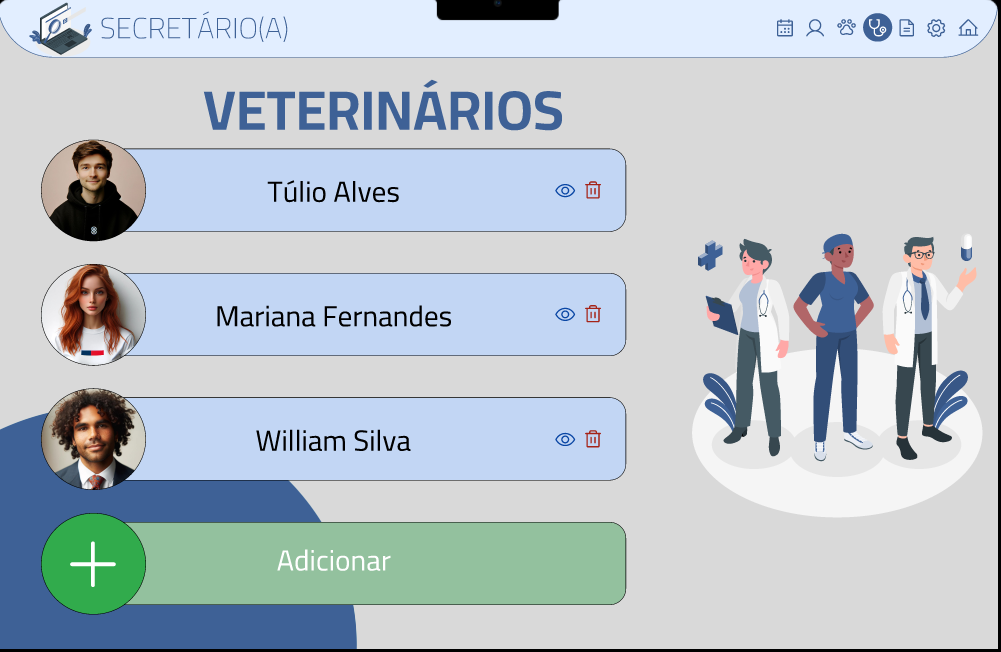 SECRETÁRIO(A)
VETERINÁRIOS
Túlio Alves
Mariana Fernandes
William Silva
Adicionar